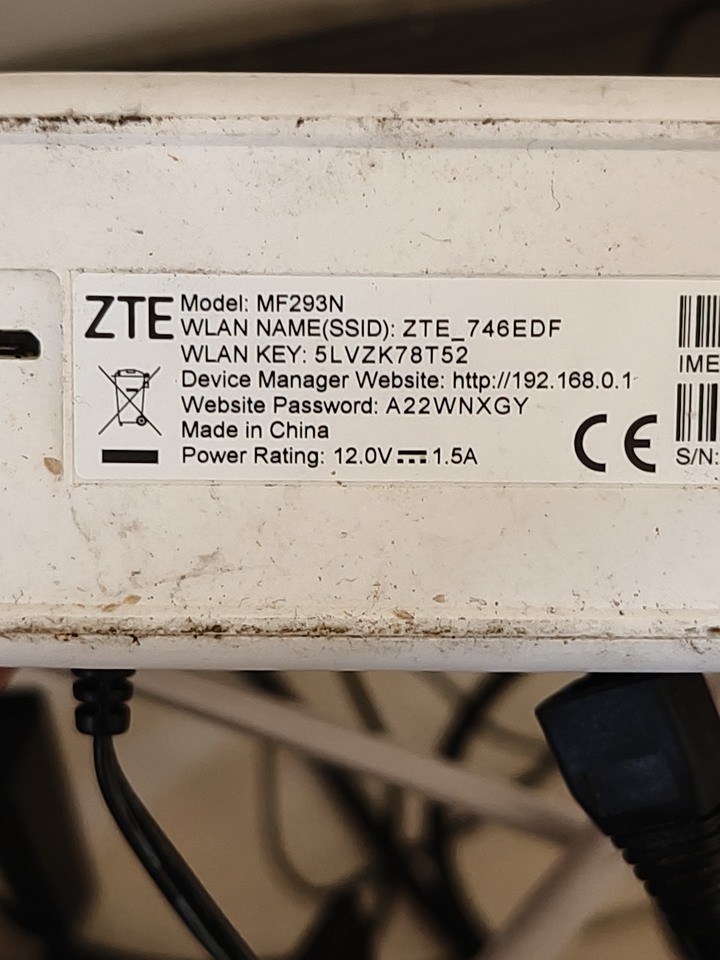 ZTE
Model: MF293N
WLAN NAME(SSID): ZTE_746EDF
WLAN KEY: 5LVZK78T52
Device Manager Website: http://192.168.0.1
Website Password: A22WNXGY
Made in China
Power Rating: 12.0V⎓1.5A
CE
IME
S/N: